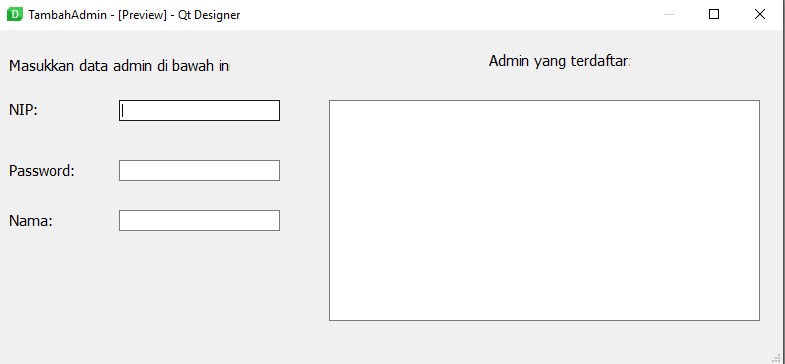 TambahAdmin - [Preview] - Qt Designer
Masukkan data admin di bawah in
Admin yang terdaftar
NIP:
Password:
Nama: